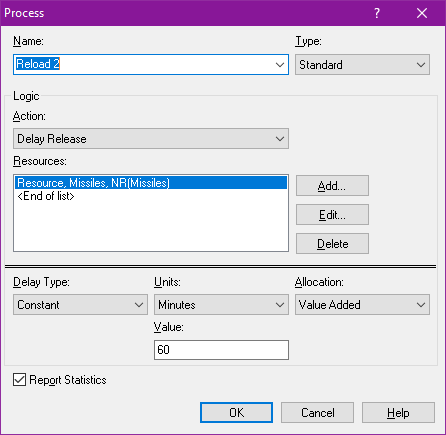 Process
?
Name:
Type:
Reload 2
Standard
Logic
Action:
Delay Release
Resources:
Resource, Missiles, NR(Missiles)
<End of list>
Add...
Edit...
Delete
Delay Type:
Units:
Allocation:
Constant
Minutes
Value Added
Value:
60
Report Statistics
OK
Cancel
Help